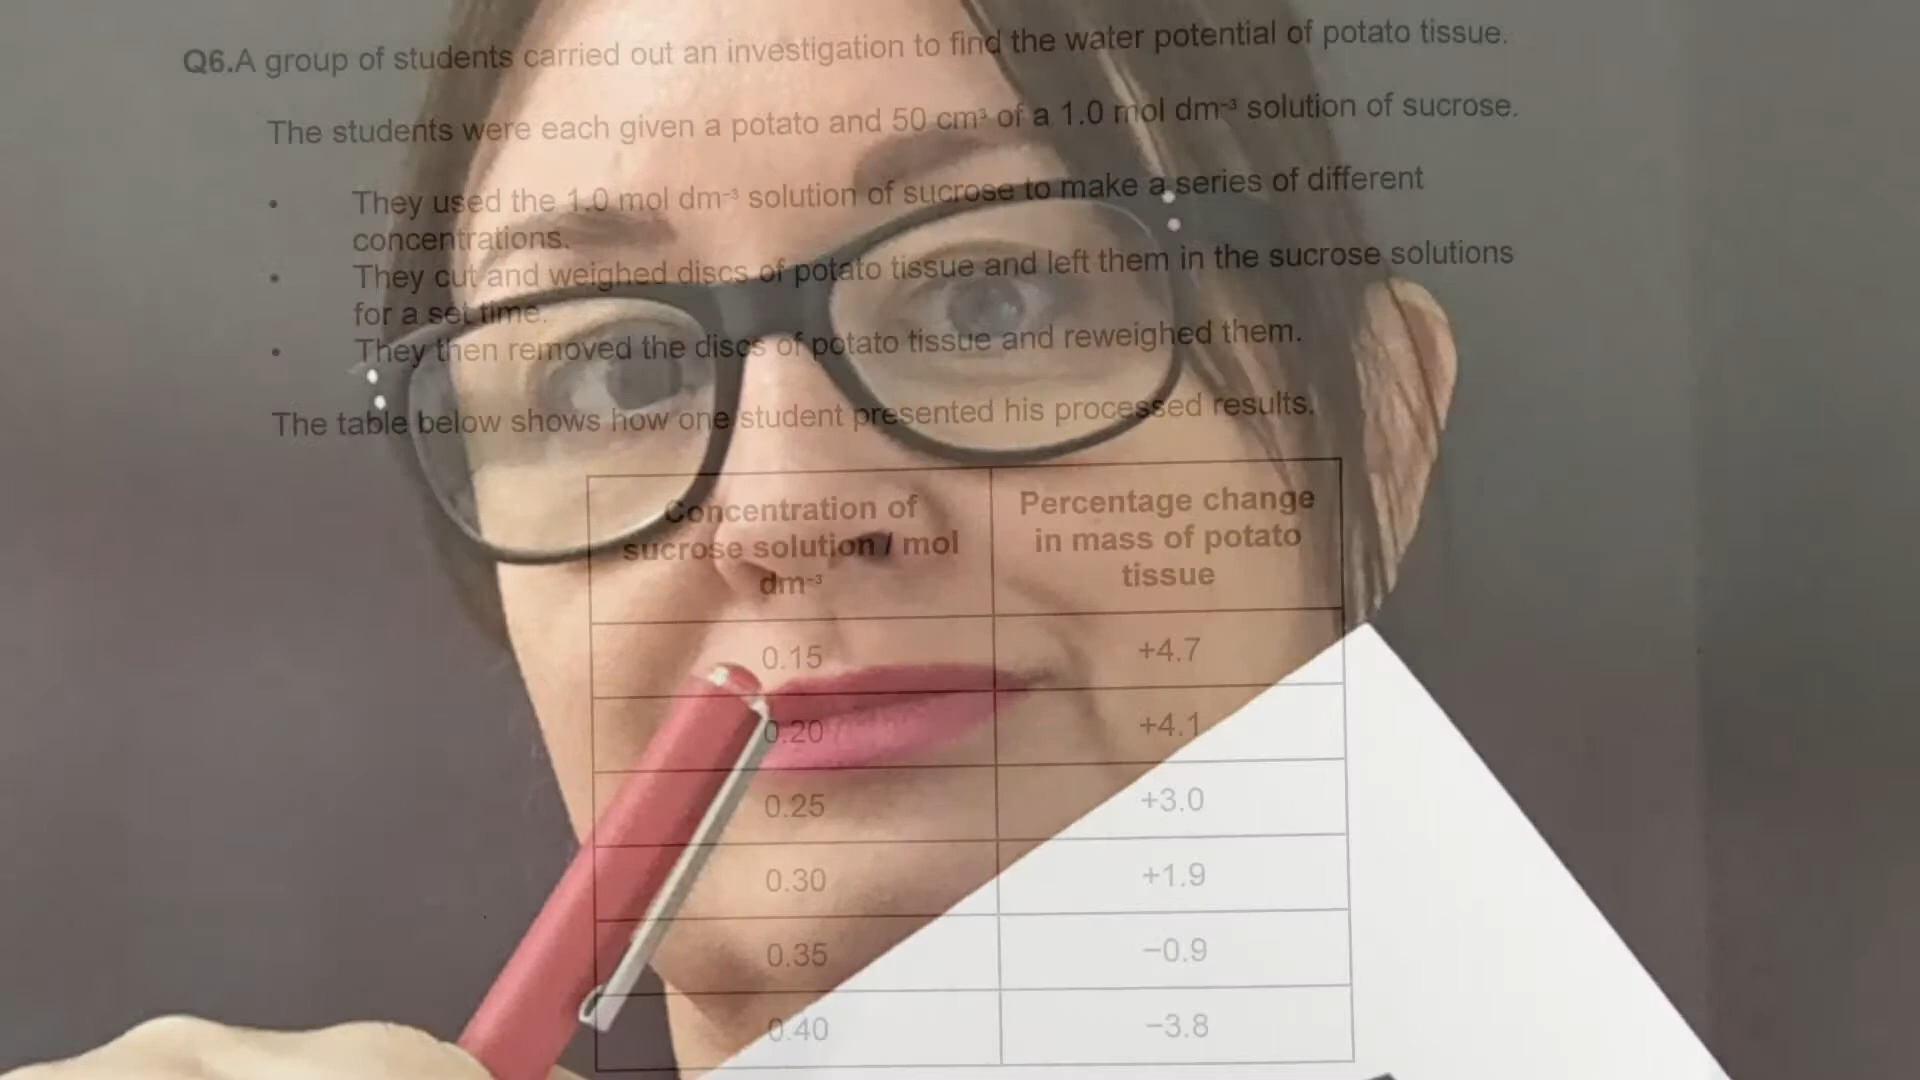 Q6.A group of students carried out an investigation to find the water potential of potato tissue.
The students were each given a potato and 50 cm³ of a 1.0 mol dm⁻³ solution of sucrose.
• They used the 1.0 mol dm⁻³ solution of sucrose to make a series of different
concentrations.
• They cut and weighed discs of potato tissue and left them in the sucrose solutions
for a set time.
• They then removed the discs of potato tissue and reweighed them.
The table below shows how one student presented his processed results.
Concentration of
sucrose solution / mol
dm⁻³
Percentage change
in mass of potato
tissue
0.15 +4.7
0.20 +4.1
0.25 +3.0
0.30 +1.9
0.35 −0.9
0.40 −3.8